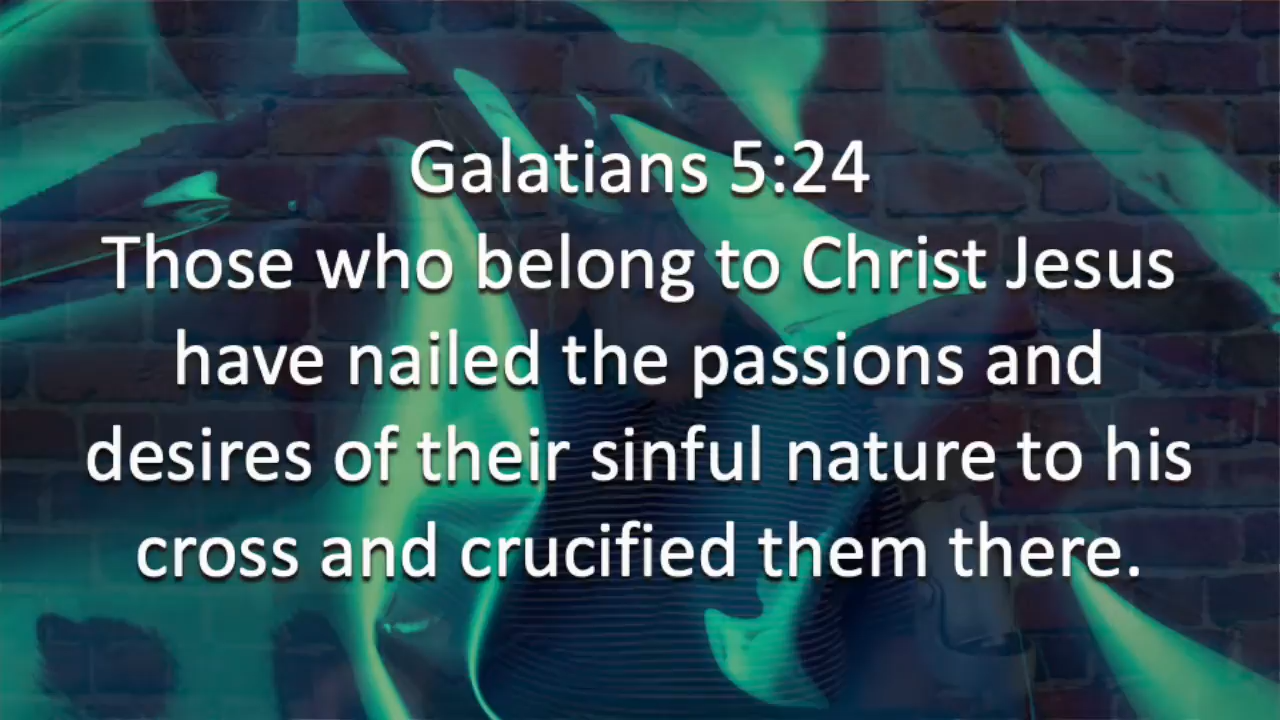 Galatians 5:24
Those who belong to Christ Jesus
have nailed the passions and
desires of their sinful nature to his
cross and crucified them there.